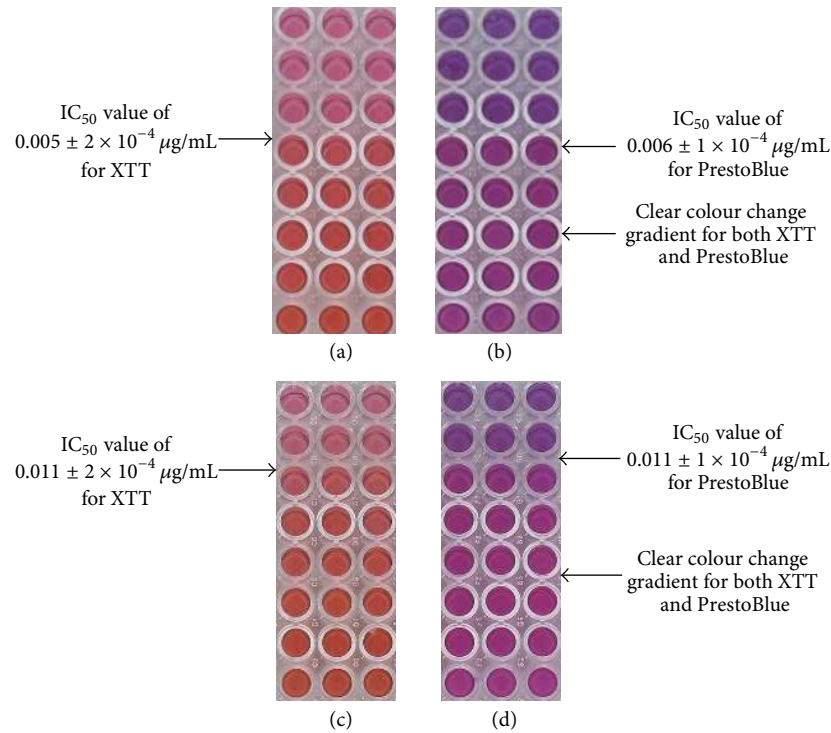 IC₅₀ value of
0.005 ± 2 × 10⁻⁴ μg/mL
for XTT
IC₅₀ value of
0.006 ± 1 × 10⁻⁴ μg/mL
for PrestoBlue
Clear colour change
gradient for both XTT
and PrestoBlue
(a)
(b)
IC₅₀ value of
0.011 ± 2 × 10⁻⁴ μg/mL
for XTT
IC₅₀ value of
0.011 ± 1 × 10⁻⁴ μg/mL
for PrestoBlue
Clear colour change
gradient for both XTT
and PrestoBlue
(c)
(d)